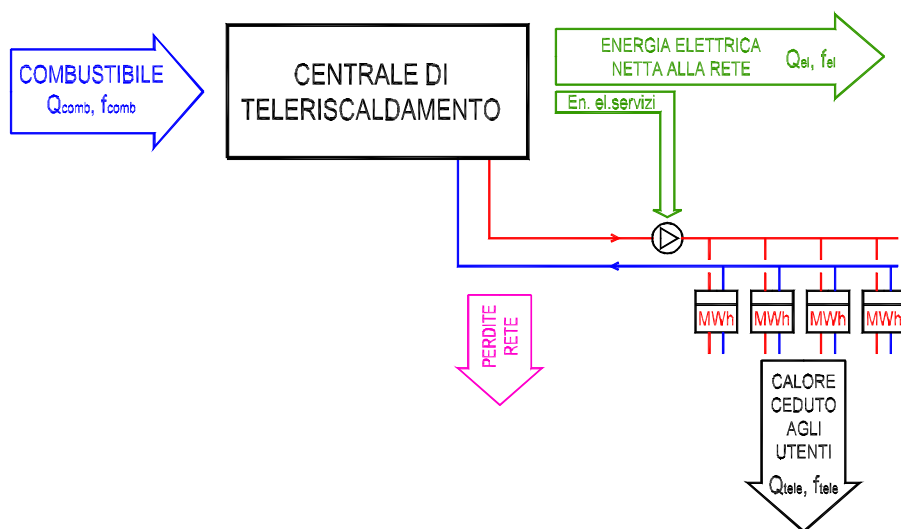 COMBUSTIBILE
Qcomb, fcomb
CENTRALE DI
TELERISCALDAMENTO
ENERGIA ELETTRICA
NETTA ALLA RETE
Qel, fel
En. el.servizi
PERDITE
RETE
MWh MWh MWh MWh
CALORE
CEDUTO
AGLI
UTENTI
Qtele, ftele